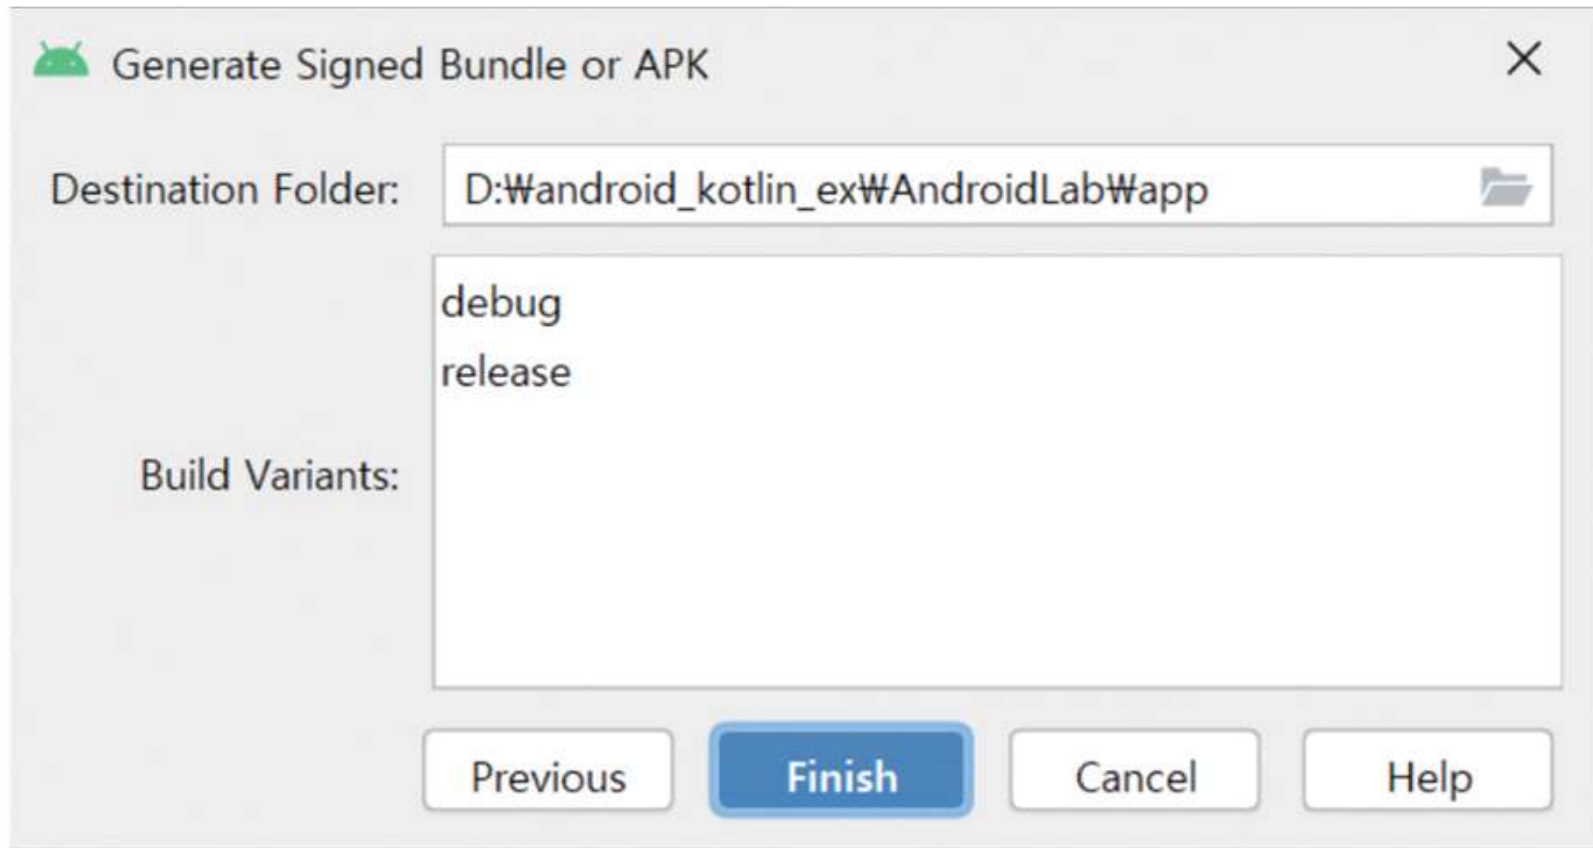 Generate Signed Bundle or APK
Destination Folder: D:₩android_kotlin_ex₩AndroidLab₩app
debug
release
Build Variants:
Previous Finish Cancel Help